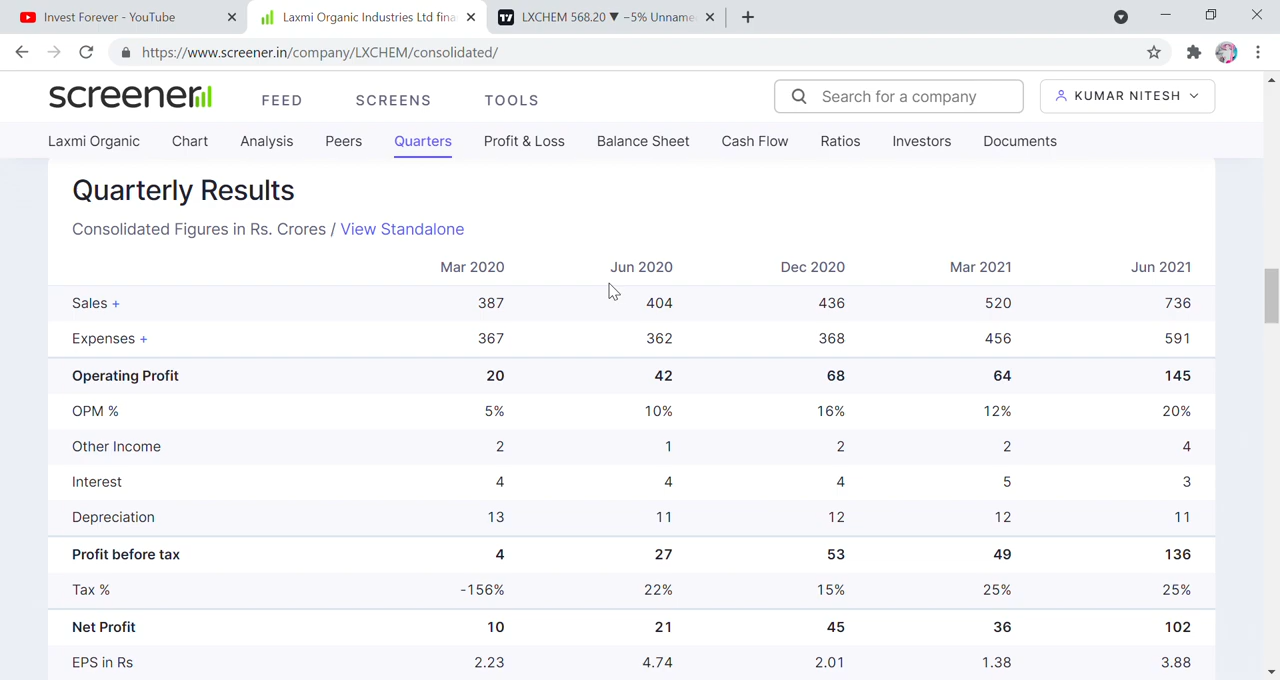 Invest Forever - YouTube
Laxmi Organic Industries Ltd fina
LXCHEM 568.20 ▼ −5% Unname
https://www.screener.in/company/LXCHEM/consolidated/
screener
FEED SCREENS TOOLS
Search for a company
KUMAR NITESH
Laxmi Organic Chart Analysis Peers Quarters Profit & Loss Balance Sheet Cash Flow Ratios Investors Documents
Quarterly Results
Consolidated Figures in Rs. Crores / View Standalone
Mar 2020 Jun 2020 Dec 2020 Mar 2021 Jun 2021
Sales + 387 404 436 520 736
Expenses + 367 362 368 456 591
Operating Profit 20 42 68 64 145
OPM % 5% 10% 16% 12% 20%
Other Income 2 1 2 2 4
Interest 4 4 4 5 3
Depreciation 13 11 12 12 11
Profit before tax 4 27 53 49 136
Tax % -156% 22% 15% 25% 25%
Net Profit 10 21 45 36 102
EPS in Rs 2.23 4.74 2.01 1.38 3.88